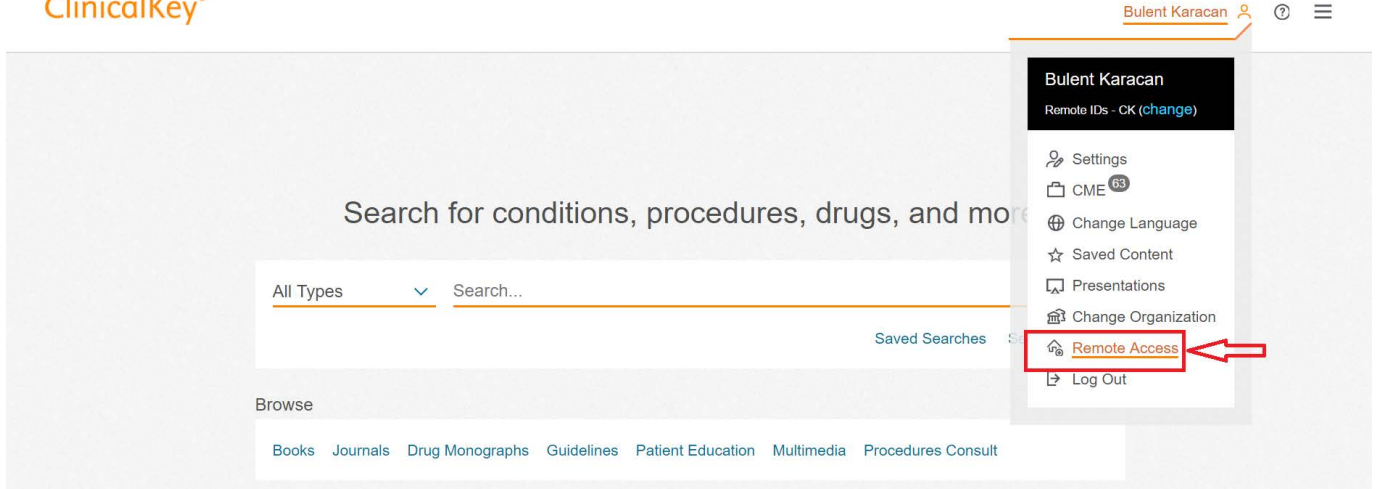 ClinicalKey
Bulent Karacan
Bulent Karacan
Remote IDs - CK (change)
Settings
CME 63
Change Language
Saved Content
Presentations
Change Organization
Remote Access
Log Out
Search for conditions, procedures, drugs, and more
All Types
Search...
Saved Searches
Browse
Books Journals Drug Monographs Guidelines Patient Education Multimedia Procedures Consult